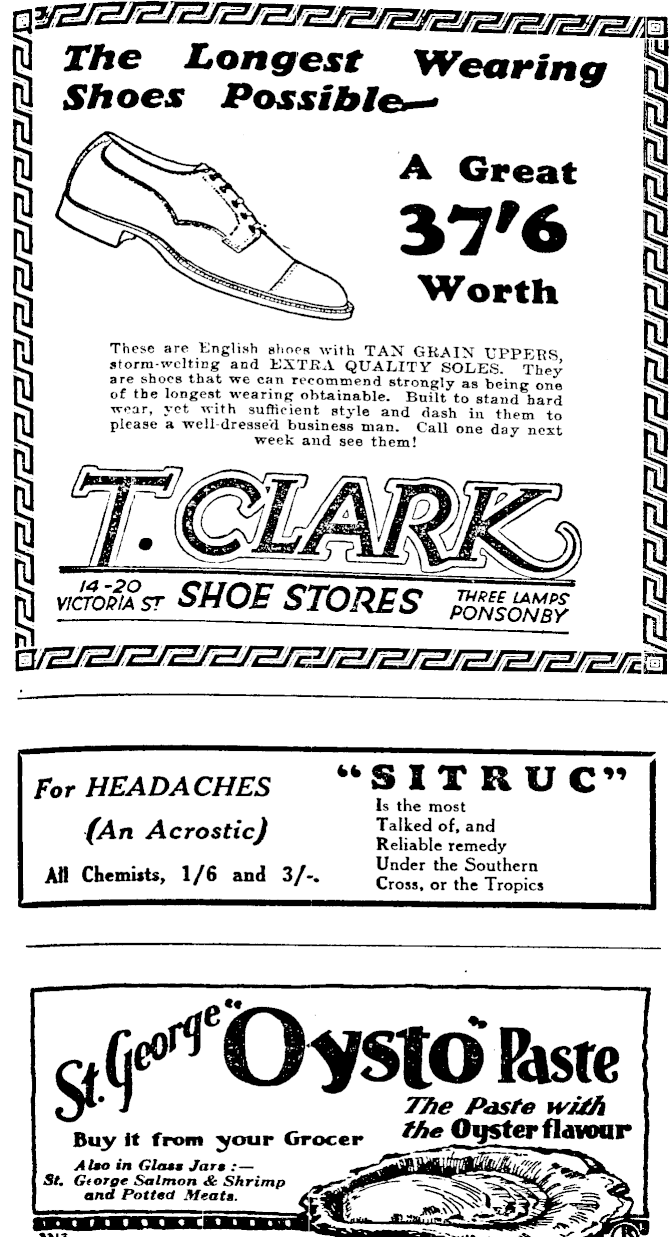 The Longest Wearing
Shoes Possible—
A Great
37'6
Worth
These are English shoes with TAN GRAIN UPPERS,
storm-welting and EXTRA QUALITY SOLES. They
are shoes that we can recommend strongly as being one
of the longest wearing obtainable. Built to stand hard
wear, yet with sufficient style and dash in them to
please a well-dressed business man. Call one day next
week and see them!
T. CLARK
14-20
VICTORIA ST
SHOE STORES
THREE LAMPS
PONSONBY
For HEADACHES
(An Acrostic)
All Chemists, 1/6 and 3/-.
"SITRUC"
Is the most
Talked of, and
Reliable remedy
Under the Southern
Cross, or the Tropics
St. George "Oysto" Paste
The Paste with
the Oyster flavour
Buy it from your Grocer
Also in Glass Jars :—
St. George Salmon & Shrimp
and Potted Meats.